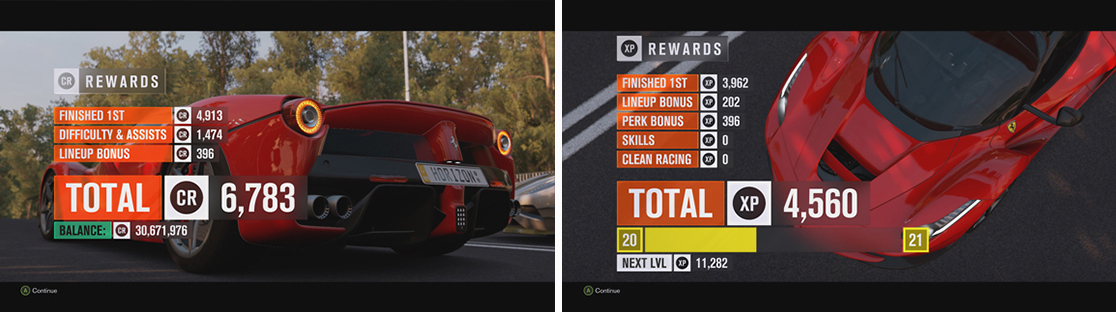 CR REWARDS
FINISHED 1ST CR 4,913
DIFFICULTY & ASSISTS CR 1,474
LINEUP BONUS CR 396
TOTAL CR 6,783
BALANCE: CR 30,671,976
HORIZON
A Continue
XP REWARDS
FINISHED 1ST XP 3,962
LINEUP BONUS XP 202
PERK BONUS XP 396
SKILLS XP 0
CLEAN RACING XP 0
TOTAL XP 4,560
20 21
NEXT LVL XP 11,282
A Continue